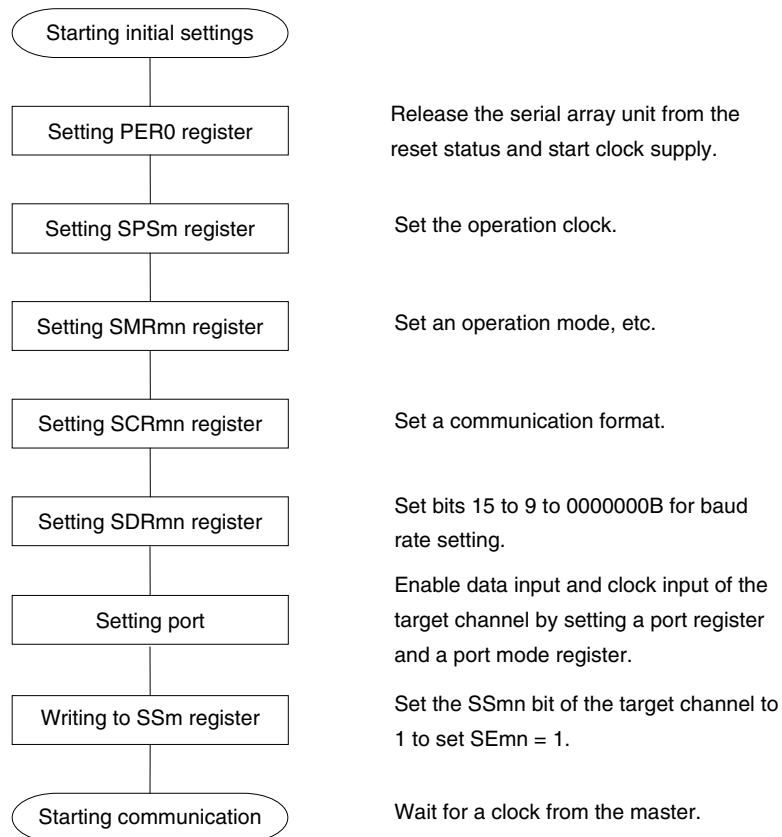 Starting initial settings
Setting PER0 register
Release the serial array unit from the
reset status and start clock supply.
Setting SPSm register
Set the operation clock.
Setting SMRmn register
Set an operation mode, etc.
Setting SCRmn register
Set a communication format.
Setting SDRmn register
Set bits 15 to 9 to 0000000B for baud
rate setting.
Setting port
Enable data input and clock input of the
target channel by setting a port register
and a port mode register.
Writing to SSm register
Set the SSmn bit of the target channel to
1 to set SEmn = 1.
Starting communication
Wait for a clock from the master.